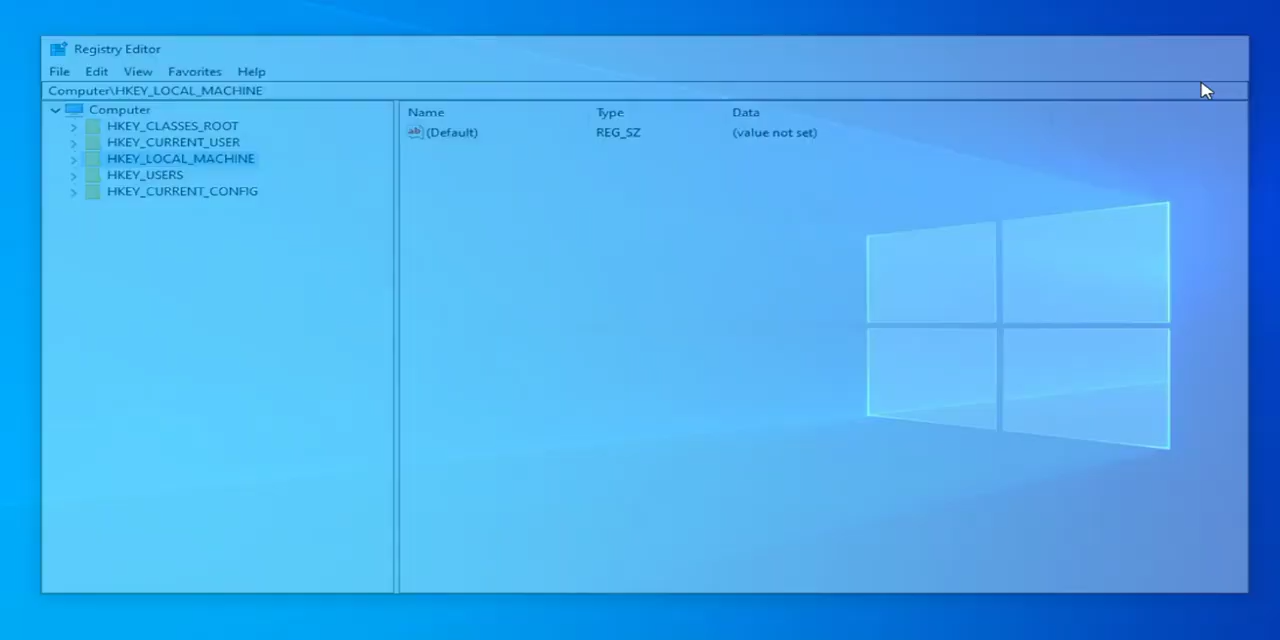 Registry Editor
File Edit View Favorites Help
Computer\HKEY_LOCAL_MACHINE
Computer
HKEY_CLASSES_ROOT
HKEY_CURRENT_USER
HKEY_LOCAL_MACHINE
HKEY_USERS
HKEY_CURRENT_CONFIG
Name Type Data
ab (Default) REG_SZ (value not set)